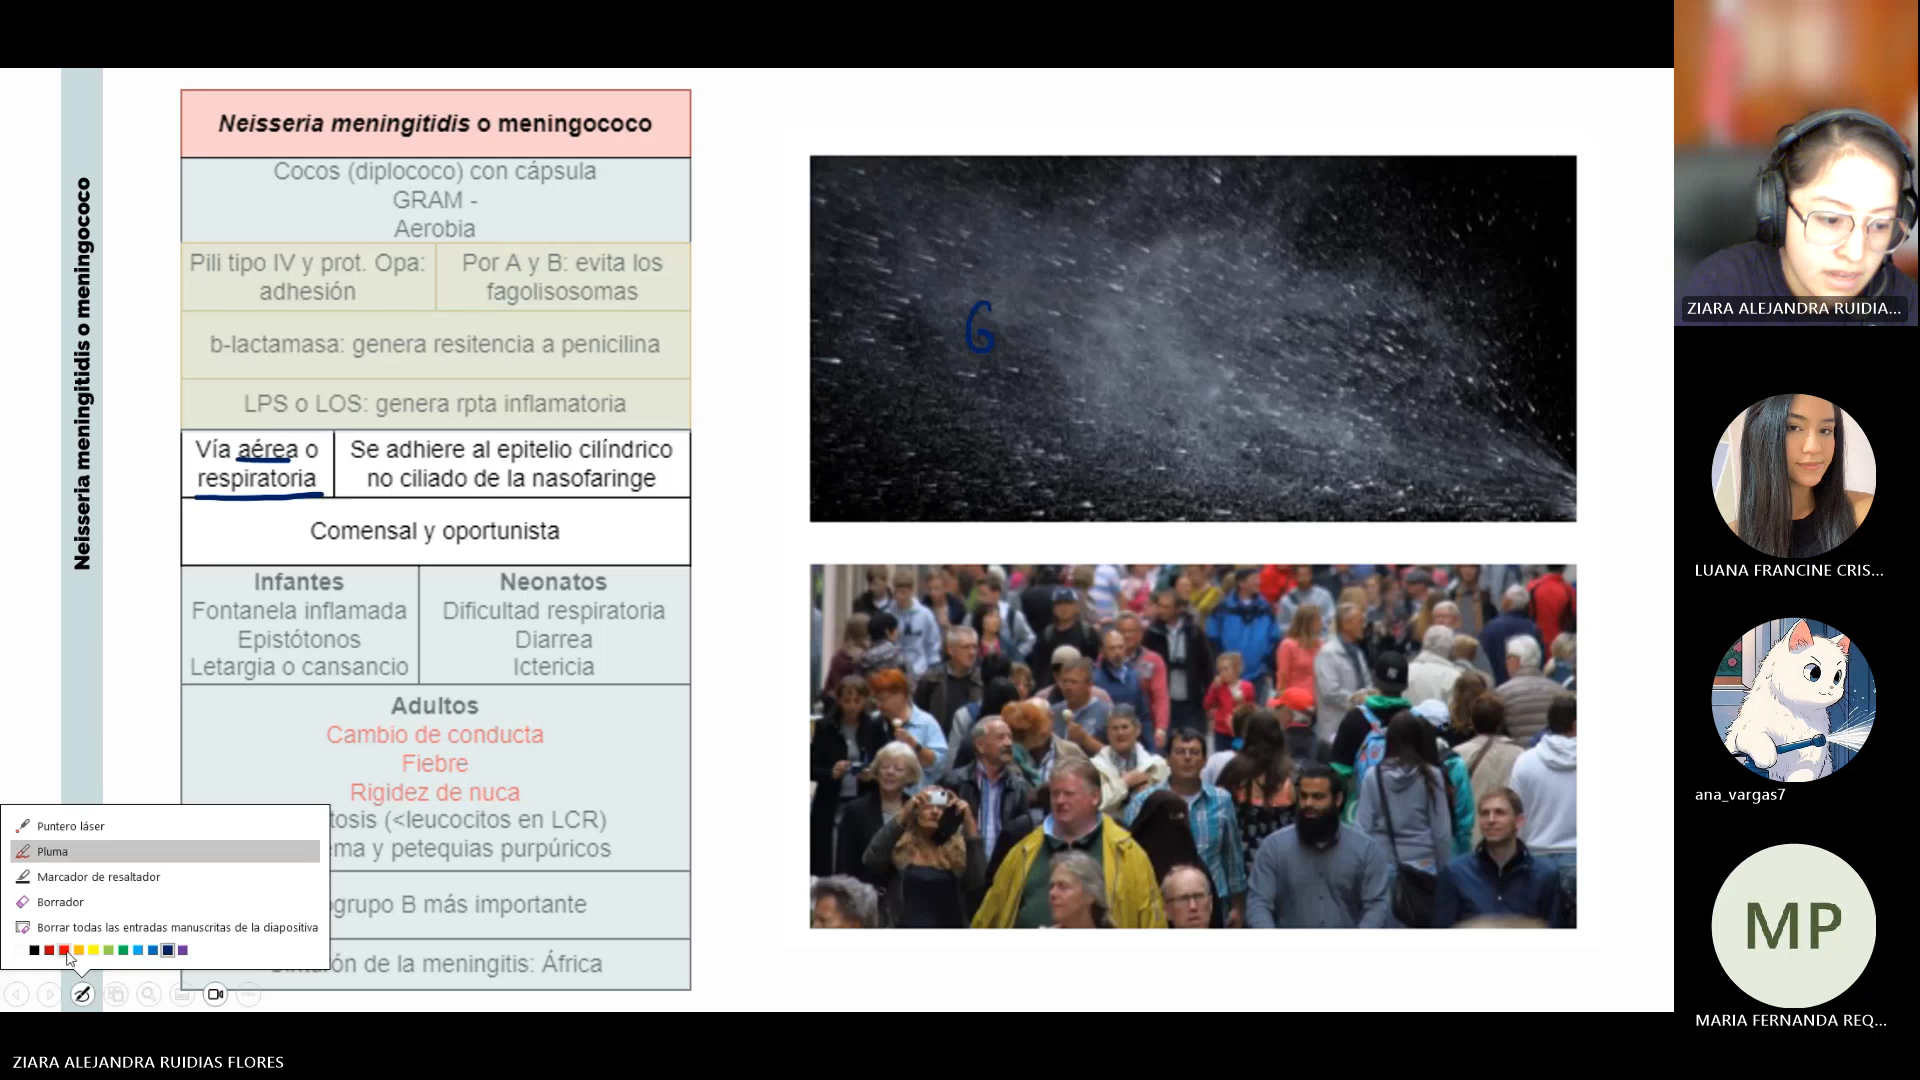 Neisseria meningitidis o meningococo
Neisseria meningitidis o meningococo
Cocos (diplococo) con cápsula
GRAM -
Aerobia
Pili tipo IV y prot. Opa:
adhesión
Por A y B: evita los
fagolisosomas
b-lactamasa: genera resitencia a penicilina
LPS o LOS: genera rpta inflamatoria
Vía aérea o
respiratoria
Se adhiere al epitelio cilíndrico
no ciliado de la nasofaringe
Comensal y oportunista
Infantes
Fontanela inflamada
Epistótonos
Letargia o cansancio
Neonatos
Dificultad respiratoria
Diarrea
Ictericia
Adultos
Cambio de conducta
Fiebre
Rigidez de nuca
tosis (<leucocitos en LCR)
ema y petequias purpúricos
ogrupo B más importante
de la meningitis: África
G
Puntero láser
Pluma
Marcador de resaltador
Borrador
Borrar todas las entradas manuscritas de la diapositiva
ZIARA ALEJANDRA RUIDIA...
LUANA FRANCINE CRIS...
ana_vargas7
MP
MARIA FERNANDA REQ...
ZIARA ALEJANDRA RUIDIAS FLORES